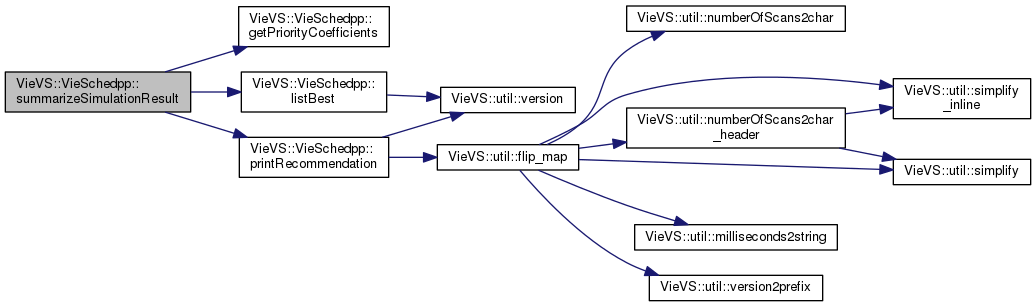 VieVS::VieSchedpp::
summarizeSimulationResult
VieVS::VieSchedpp::
getPriorityCoefficients
VieVS::VieSchedpp::
listBest
VieVS::VieSchedpp::
printRecommendation
VieVS::util::version
VieVS::util::flip_map
VieVS::util::numberOfScans2char
VieVS::util::numberOfScans2char
_header
VieVS::util::milliseconds2string
VieVS::util::version2prefix
VieVS::util::simplify
_inline
VieVS::util::simplify